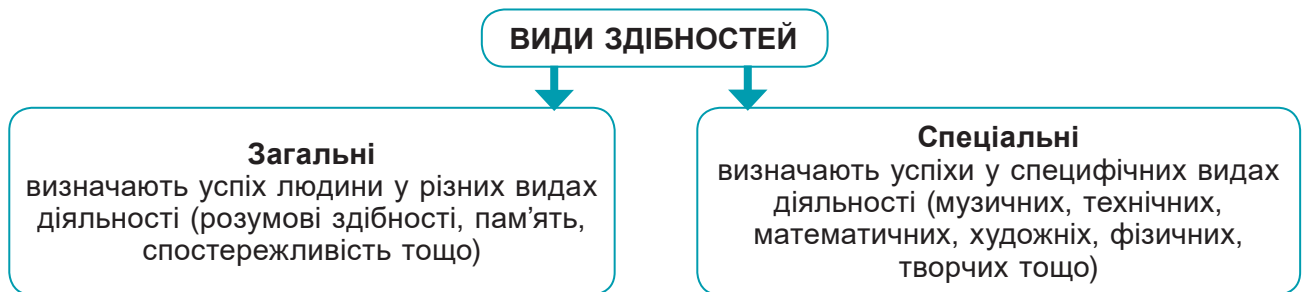 ВИДИ ЗДІБНОСТЕЙ
Загальні
визначають успіх людини у різних видах
діяльності (розумові здібності, пам'ять,
спостережливість тощо)
Спеціальні
визначають успіхи у специфічних видах
діяльності (музичних, технічних,
математичних, художніх, фізичних,
творчих тощо)